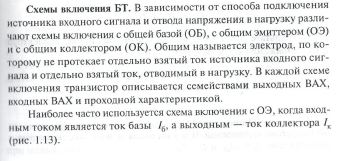 Схемы включения БТ. В зависимости от способа подключения
источника входного сигнала и отвода напряжения в нагрузку разли-
чают схемы включения с общей базой (ОБ), с общим эмиттером (ОЭ)
и с общим коллектором (ОК). Общим называется электрод, по ко-
торому не протекает отдельно взятый ток источника входного сиг-
нала и отдельно взятый ток, отводимый в нагрузку. В каждой схеме
включения транзистор описывается семействами выходных ВАХ,
входных ВАХ и проходной характеристикой.
Наиболее часто используется схема включения с ОЭ, когда вход-
ным током является ток базы Iб, а выходным — ток коллектора Iк
(рис. 1.13).